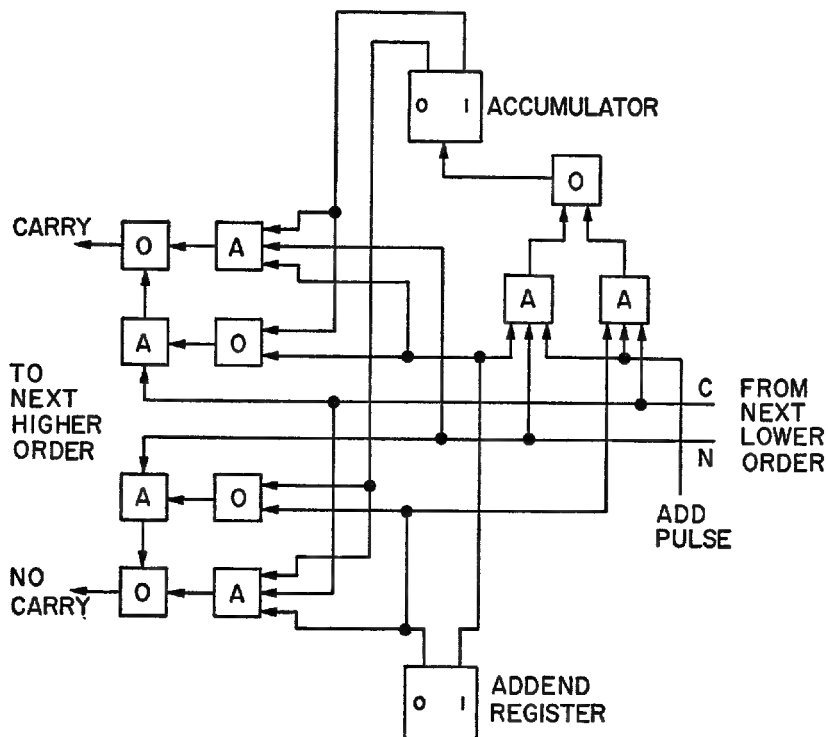 0 1 ACCUMULATOR
O
CARRY O A
A A
A O
TO
NEXT
HIGHER
ORDER
C
N
FROM
NEXT
LOWER
ORDER
A O
ADD
PULSE
NO
CARRY
O A
0 1
ADDEND
REGISTER